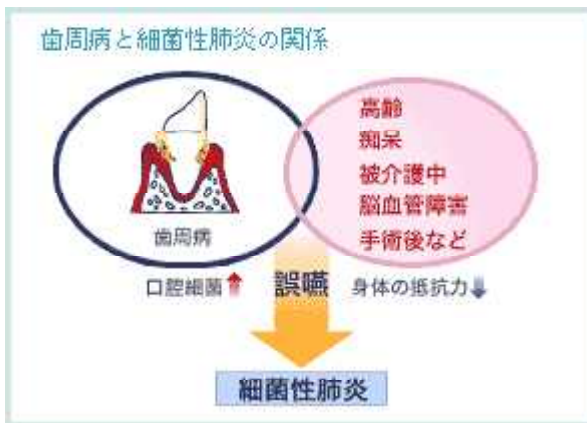 歯周病と細菌性肺炎の関係
高齢
痴呆
被介護中
脳血管障害
手術後など
歯周病
口腔細菌↑
誤嚥
身体の抵抗力↓
細菌性肺炎